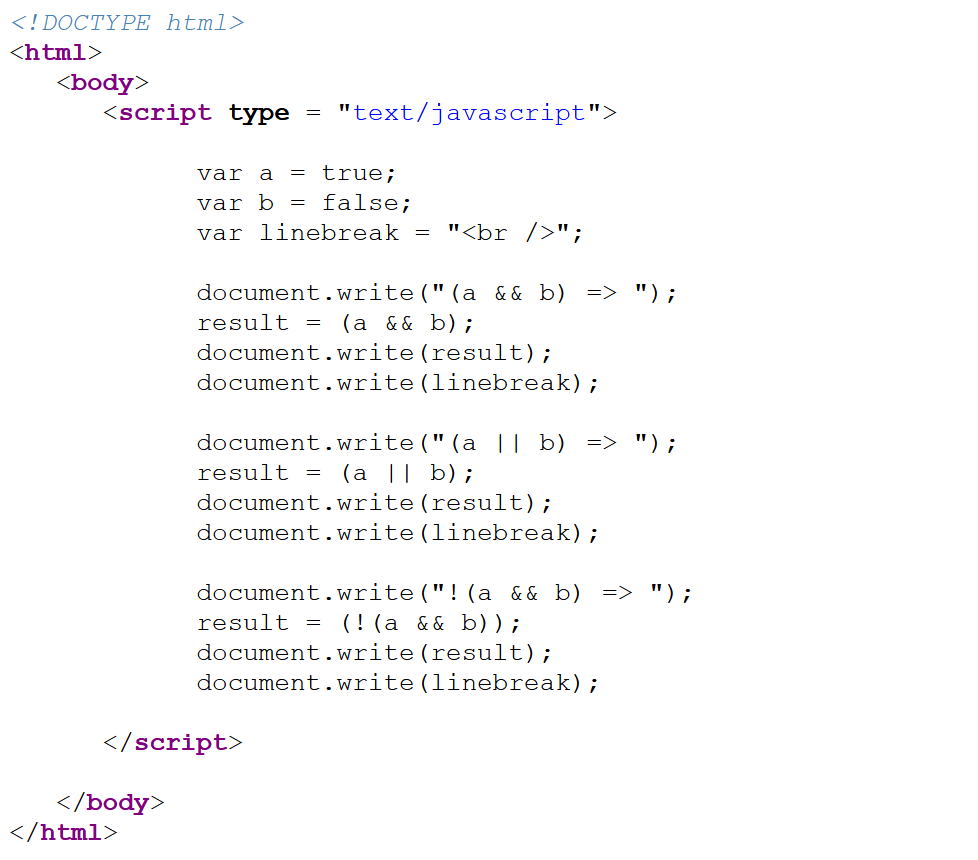 <!DOCTYPE html>
<html>
   <body>
      <script type = "text/javascript">

            var a = true;
            var b = false;
            var linebreak = "<br />";

            document.write("(a && b) => ");
            result = (a && b);
            document.write(result);
            document.write(linebreak);

            document.write("(a || b) => ");
            result = (a || b);
            document.write(result);
            document.write(linebreak);

            document.write("!(a && b) => ");
            result = (!(a && b));
            document.write(result);
            document.write(linebreak);

      </script>

   </body>
</html>